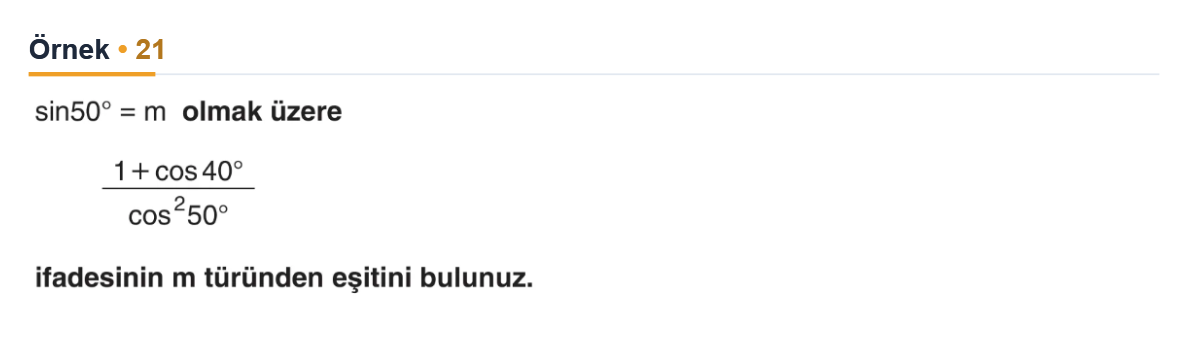 Örnek • 21
sin50° = m olmak üzere
1 + cos 40°
cos²50°
ifadesinin m türünden eşitini bulunuz.